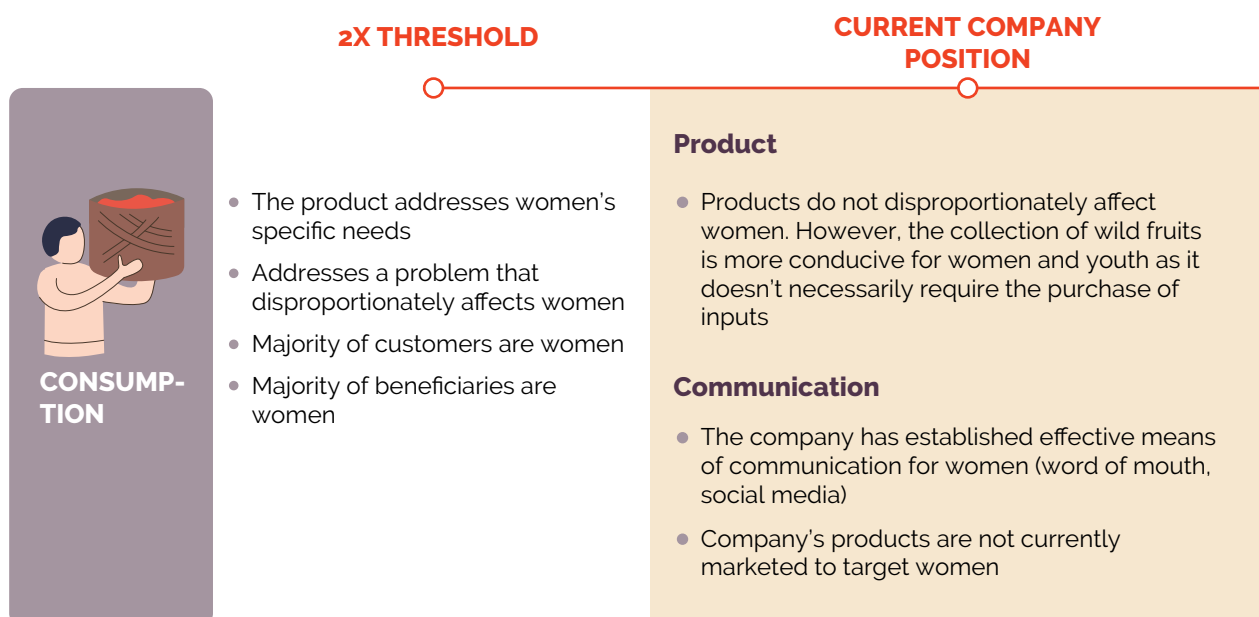 2X THRESHOLD
CURRENT COMPANY
POSITION
CONSUMP-
TION
• The product addresses women’s
specific needs
• Addresses a problem that
disproportionately affects women
• Majority of customers are women
• Majority of beneficiaries are
women
Product
• Products do not disproportionately affect
women. However, the collection of wild fruits
is more conducive for women and youth as it
doesn’t necessarily require the purchase of
inputs
Communication
• The company has established effective means
of communication for women (word of mouth,
social media)
• Company’s products are not currently
marketed to target women